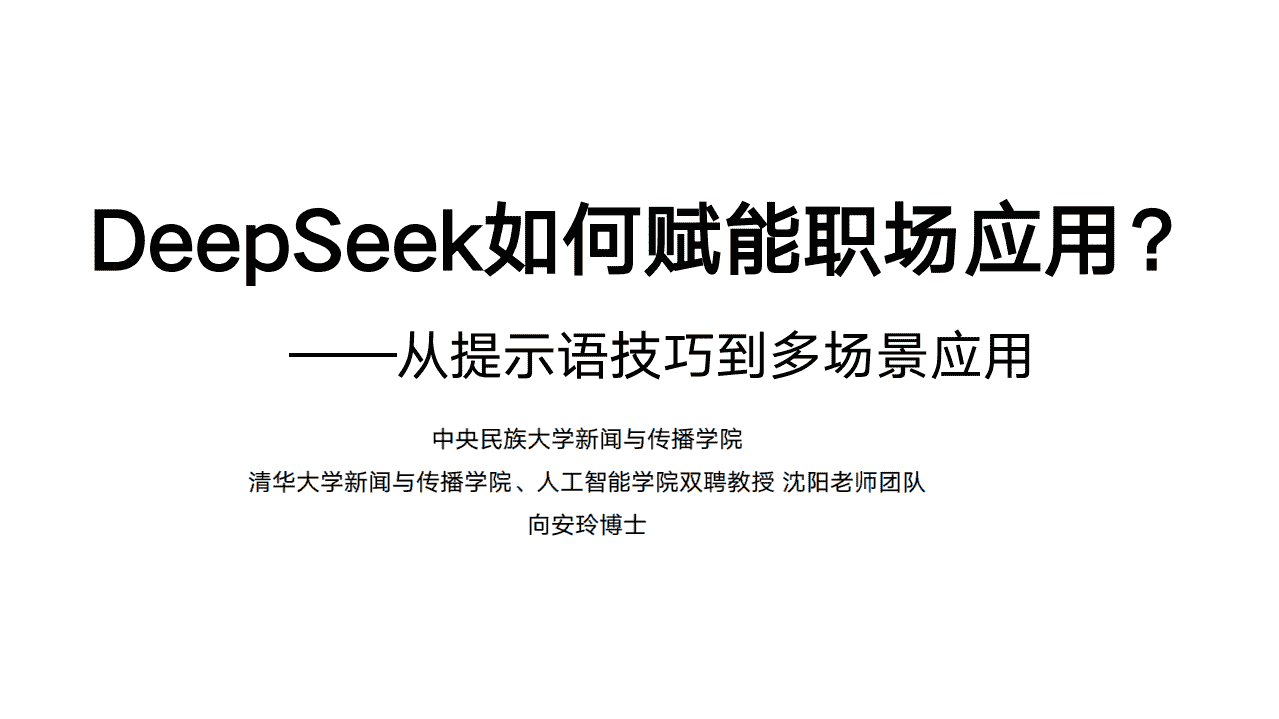 DeepSeek如何赋能职场应用？
——从提示语技巧到多场景应用
中央民族大学新闻与传播学院
清华大学新闻与传播学院、人工智能学院双聘教授 沈阳老师团队
向安玲博士